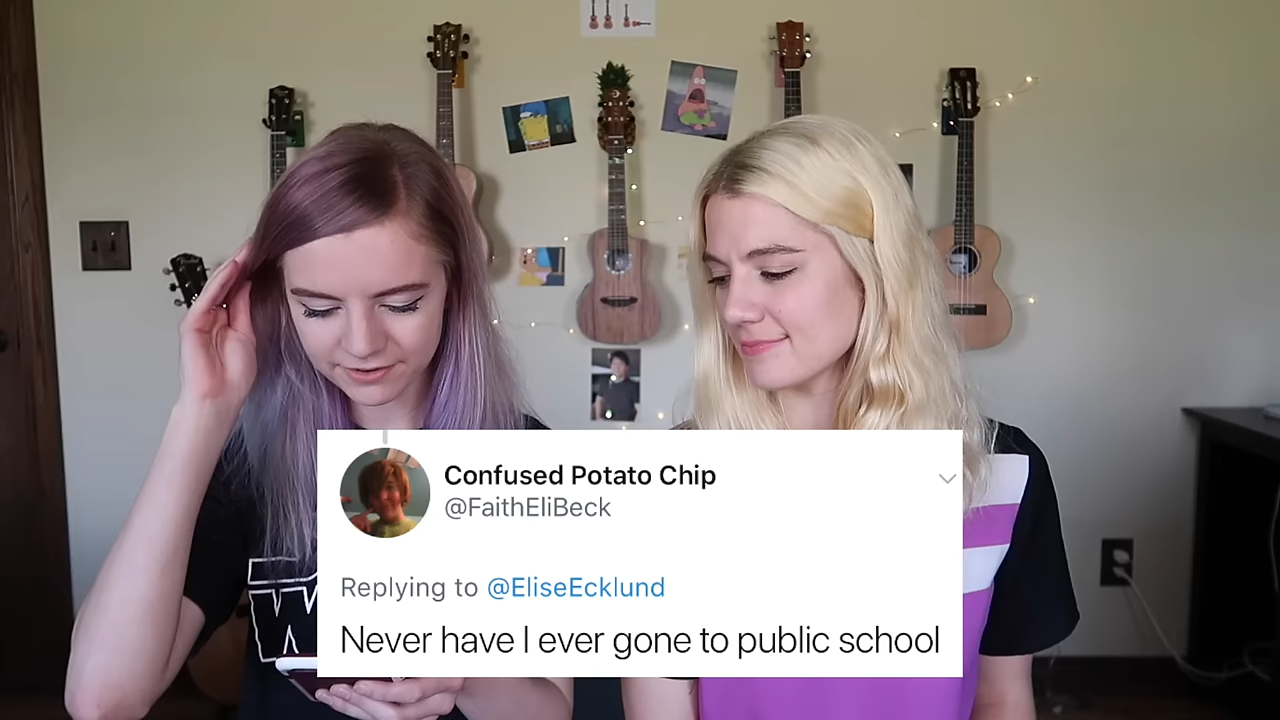 Confused Potato Chip
@FaithEliBeck
Replying to @EliseEcklund
Never have I ever gone to public school